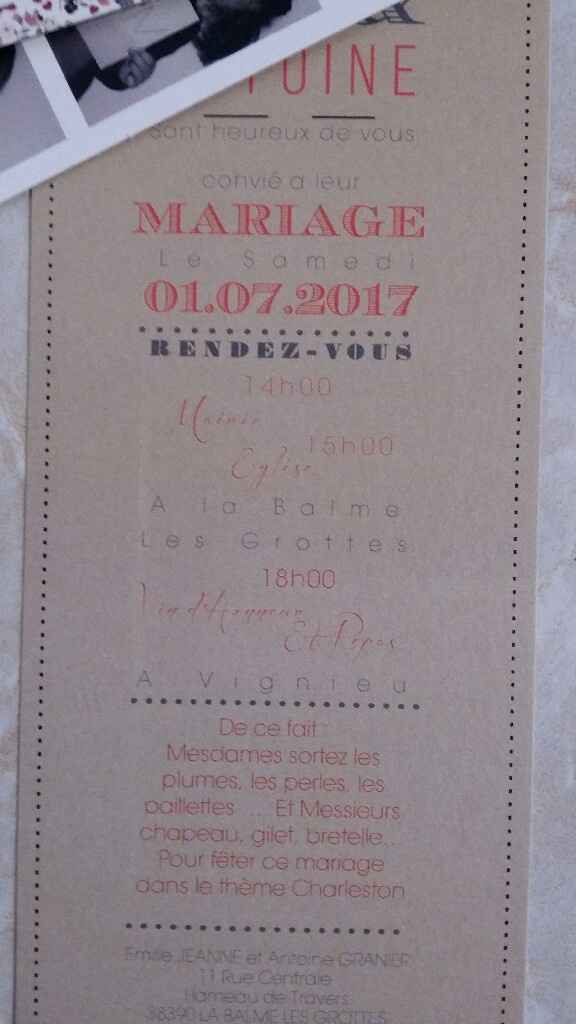 TOINE
Sont heureux de vous
convié a leur
MARIAGE
Le Samedi
01.07.2017
RENDEZ-VOUS
14h00
Mairie
15h00
Eglise
A la Balme
Les Grottes
18h00
Vin d'Honneur
Et Repas
A Vignieu
De ce fait :
Mesdames sortez les
plumes, les perles, les
paillettes ... Et Messieurs
chapeau, gilet, bretelle...
Pour fêter ce mariage
dans le thème Charleston
Emilie JEANNE et Antoine GRANIER
11 Rue Centrale
Hameau de Travers
38390 LA BALME LES GROTTES